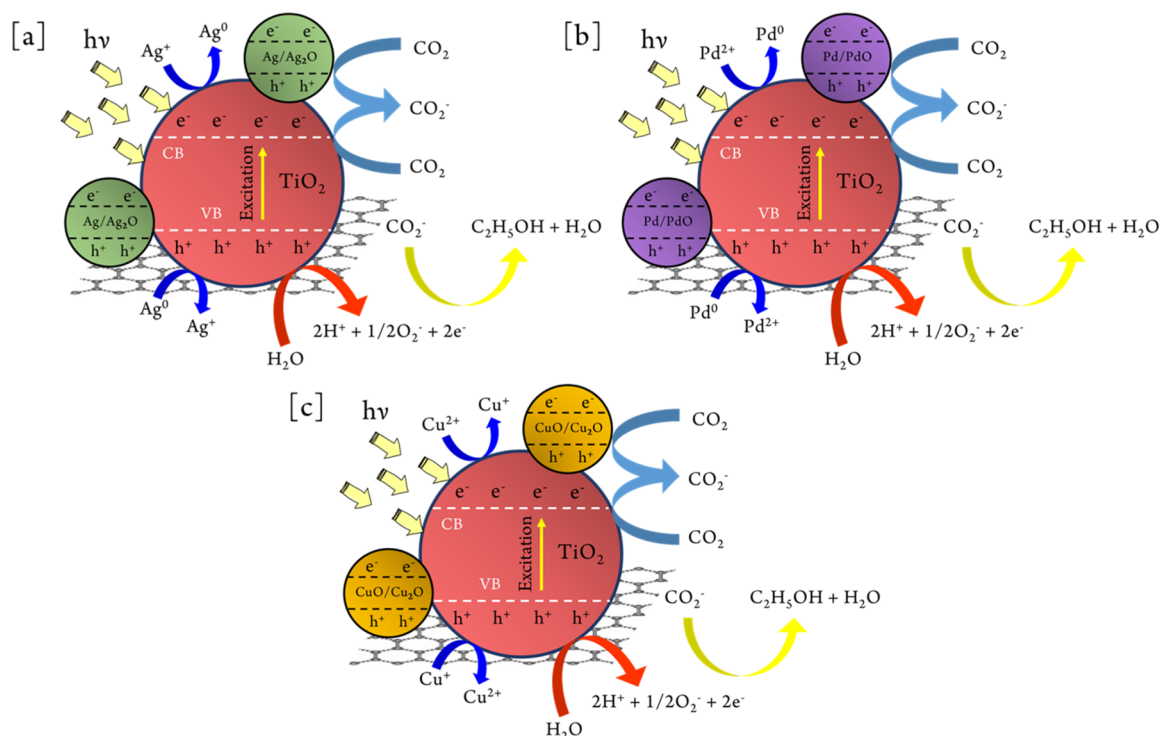 [a]
hν
Ag⁺
Ag⁰
e⁻ e⁻
Ag/Ag₂O
h⁺ h⁺
CO₂
CO₂⁻
CO₂
e⁻ e⁻ e⁻ e⁻
CB
Excitation
TiO₂
VB
h⁺ h⁺ h⁺ h⁺
e⁻ e⁻
Ag/Ag₂O
h⁺ h⁺
Ag⁰
Ag⁺
CO₂⁻
C₂H₅OH + H₂O
2H⁺ + 1/2O₂⁻ + 2e⁻
H₂O
[b]
hν
Pd²⁺
Pd⁰
e⁻ e⁻
Pd/PdO
h⁺ h⁺
CO₂
CO₂⁻
CO₂
e⁻ e⁻ e⁻ e⁻
CB
Excitation
TiO₂
VB
h⁺ h⁺ h⁺ h⁺
e⁻ e⁻
Pd/PdO
h⁺ h⁺
Pd⁰
Pd²⁺
CO₂⁻
C₂H₅OH + H₂O
2H⁺ + 1/2O₂⁻ + 2e⁻
H₂O
[c]
hν
Cu²⁺
Cu⁺
e⁻ e⁻
CuO/Cu₂O
h⁺ h⁺
CO₂
CO₂⁻
CO₂
e⁻ e⁻ e⁻ e⁻
CB
Excitation
TiO₂
VB
h⁺ h⁺ h⁺ h⁺
e⁻ e⁻
CuO/Cu₂O
h⁺ h⁺
Cu⁺
Cu²⁺
CO₂⁻
C₂H₅OH + H₂O
2H⁺ + 1/2O₂⁻ + 2e⁻
H₂O